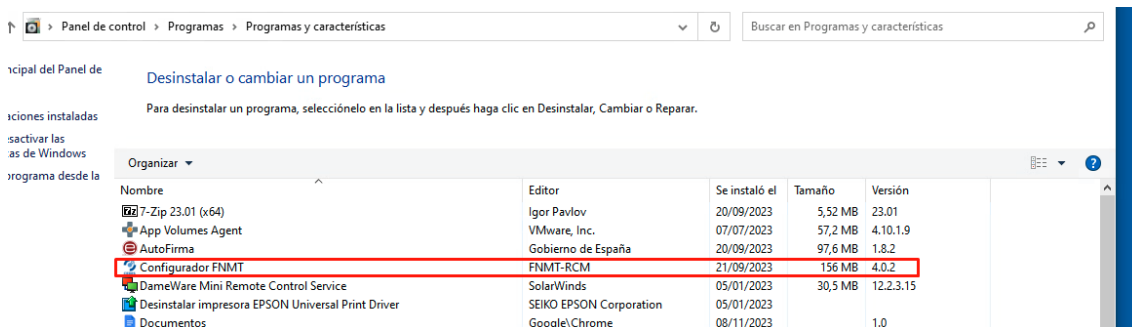 Panel de control > Programas > Programas y características
Buscar en Programas y características
ncipal del Panel de
Desinstalar o cambiar un programa
Para desinstalar un programa, selecciónelo en la lista y después haga clic en Desinstalar, Cambiar o Reparar.
aciones instaladas
esactivar las
as de Windows
programa desde la
Organizar
Nombre Editor Se instaló el Tamaño Versión
7-Zip 23.01 (x64) Igor Pavlov 20/09/2023 5,52 MB 23.01
App Volumes Agent VMware, Inc. 07/07/2023 57,2 MB 4.10.1.9
AutoFirma Gobierno de España 20/09/2023 97,6 MB 1.8.2
Configurador FNMT FNMT-RCM 21/09/2023 156 MB 4.0.2
DameWare Mini Remote Control Service SolarWinds 05/01/2023 30,5 MB 12.2.3.15
Desinstalar impresora EPSON Universal Print Driver SEIKO EPSON Corporation 05/01/2023
Documentos Google\Chrome 08/11/2023 1.0